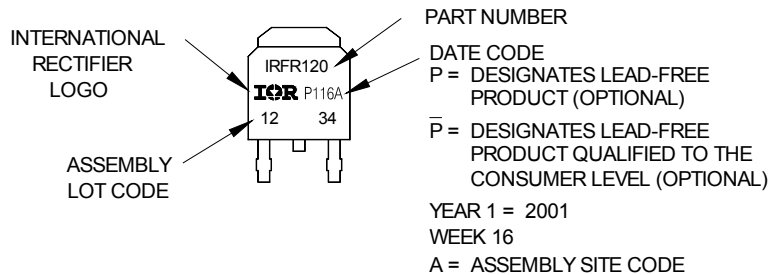 INTERNATIONAL
RECTIFIER
LOGO
ASSEMBLY
LOT CODE
IRFR120
IOR P116A
12 34
PART NUMBER
DATE CODE
P = DESIGNATES LEAD-FREE
PRODUCT (OPTIONAL)
P̅ = DESIGNATES LEAD-FREE
PRODUCT QUALIFIED TO THE
CONSUMER LEVEL (OPTIONAL)
YEAR 1 = 2001
WEEK 16
A = ASSEMBLY SITE CODE